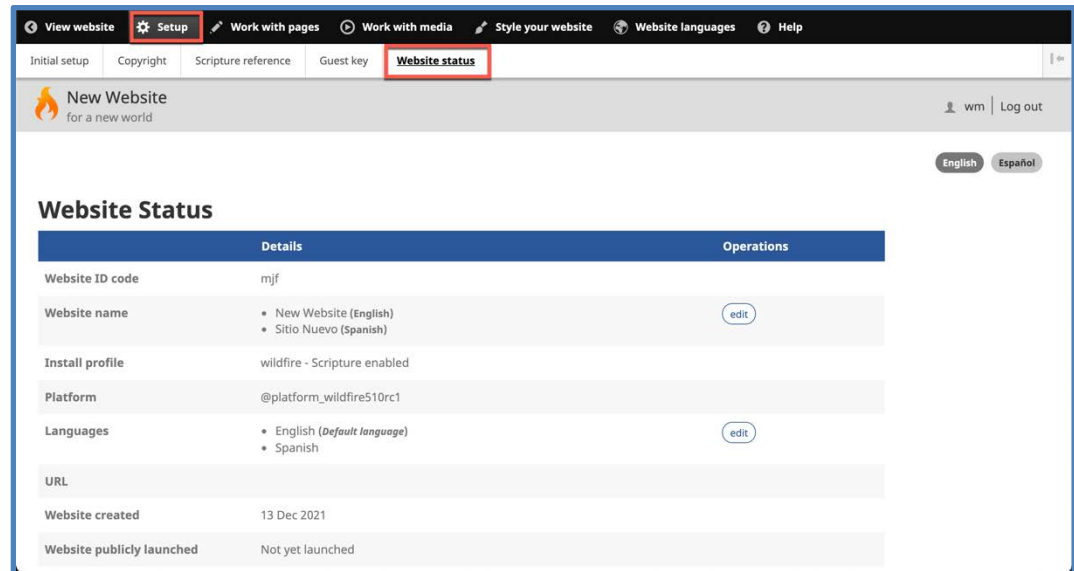 View website Setup Work with pages Work with media Style your website Website languages Help
Initial setup Copyright Scripture reference Guest key Website status
New Website
for a new world
wm | Log out
English Español
Website Status
Details Operations
Website ID code mjf
Website name • New Website (English) edit
• Sitio Nuevo (Spanish)
Install profile wildfire - Scripture enabled
Platform @platform_wildfire510rc1
Languages • English (Default language) edit
• Spanish
URL
Website created 13 Dec 2021
Website publicly launched Not yet launched